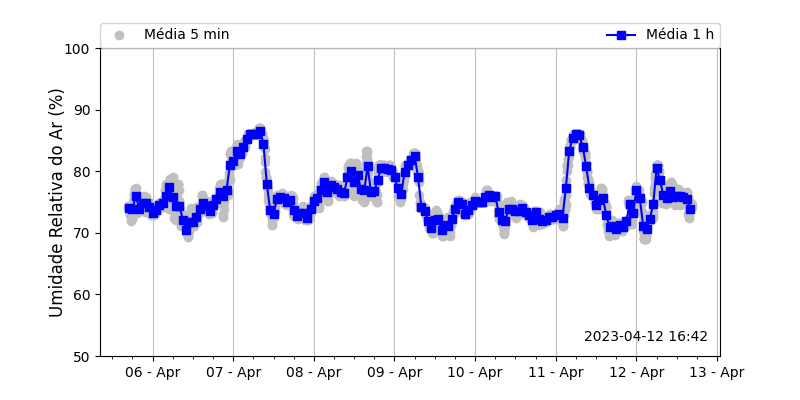 Média 5 min
Média 1 h
Umidade Relativa do Ar (%)
100
90
80
70
60
50
2023-04-12 16:42
06 - Apr
07 - Apr
08 - Apr
09 - Apr
10 - Apr
11 - Apr
12 - Apr
13 - Apr